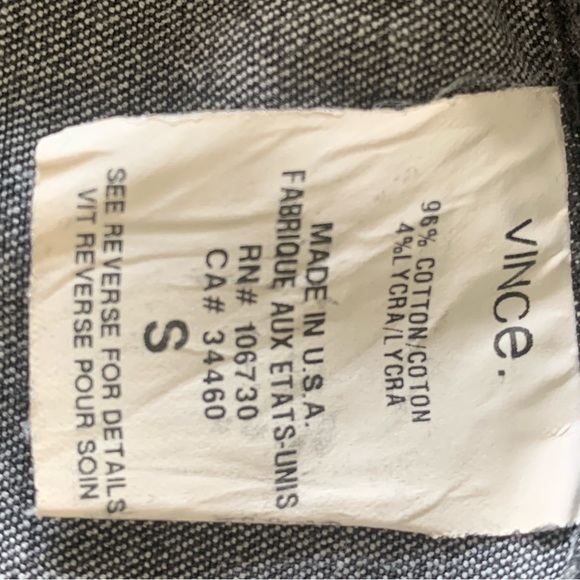 VINCe.
96% COTTON/COTON
4%LYCRA/LYCRA
MADE IN U.S.A.
FABRIQUE AUX ETATS-UNIS
RN# 106730
CA# 34460
S
SEE REVERSE FOR DETAILS
VIT REVERSE POUR SOIN